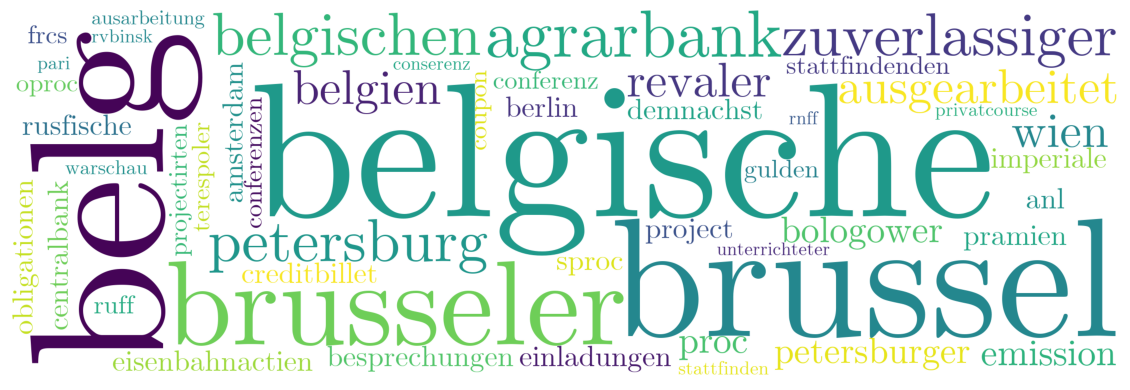 ausarbeitung
frcs
rvbinsk
belgischen
agrarbank
zuverlassiger
pari
conserenz
stattfindenden
oproc
belg
amsterdam
belgien
coupon
conferenz
revaler
ausgearbeitet
berlin
demnachst
rnff
privatcourse
rusfische
conferenzen
belgische
wien
projectirten
terespoler
warschau
gulden
imperiale
obligationen
centralbank
anl
petersburg
project
bologower
pramien
brussel
unterrichteter
creditbillet
sproc
brusseler
ruff
proc
eisenbahnactien
besprechungen
einladungen
petersburger
emission
stattfinden